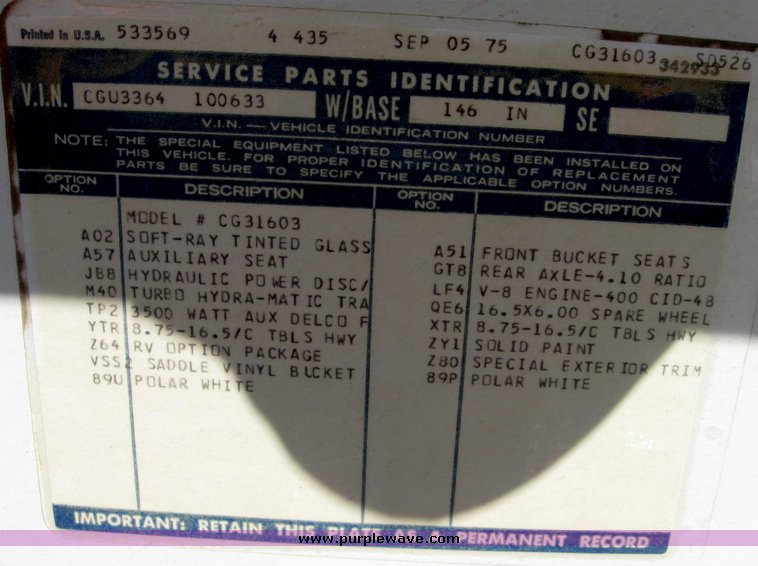 Printed in U.S.A. 533569 4 435 SEP 05 75 CG31603 SD526
342933
SERVICE PARTS IDENTIFICATION
V.I.N. CGU3364 100633 W/BASE 146 IN SE
V.I.N. — VEHICLE IDENTIFICATION NUMBER
NOTE: THE SPECIAL EQUIPMENT LISTED BELOW HAS BEEN INSTALLED ON
THIS VEHICLE. FOR PROPER IDENTIFICATION OF REPLACEMENT
PARTS BE SURE TO SPECIFY THE APPLICABLE OPTION NUMBERS.
OPTION NO. DESCRIPTION OPTION NO. DESCRIPTION
MODEL # CG31603
A02 SOFT-RAY TINTED GLASS
A57 AUXILIARY SEAT
J88 HYDRAULIC POWER DISC/
M40 TURBO HYDRA-MATIC TRA
TP2 3500 WATT AUX DELCO F
YTR 8.75-16.5/C TBLS HWY
Z64 RV OPTION PACKAGE
VSS2 SADDLE VINYL BUCKET
89U POLAR WHITE
A51 FRONT BUCKET SEATS
GT8 REAR AXLE-4.10 RATIO
LF4 V-8 ENGINE-400 CID-4B
QE6 16.5X6.00 SPARE WHEEL
XTR 8.75-16.5/C TBLS HWY
ZY1 SOLID PAINT
Z80 SPECIAL EXTERIOR TRIM
89P POLAR WHITE
IMPORTANT: RETAIN THIS PLATE AS A PERMANENT RECORD
www.purplewave.com